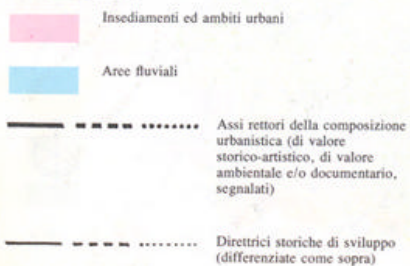 Insediamenti ed ambiti urbani
Aree fluviali
Assi rettori della composizione
urbanistica (di valore
storico-artistico, di valore
ambientale e/o documentario,
segnalati)
Direttrici storiche di sviluppo
(differenziate come sopra)